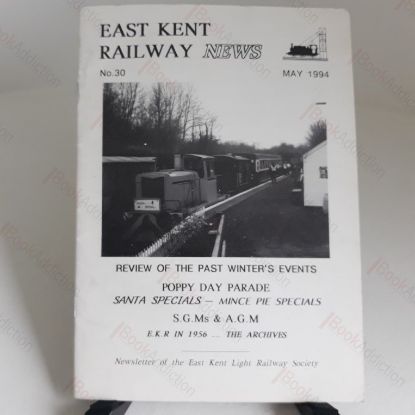 EAST KENT
RAILWAY NEWS
No.30 MAY 1994
REVIEW OF THE PAST WINTER'S EVENTS
POPPY DAY PARADE
SANTA SPECIALS — MINCE PIE SPECIALS
S.G.Ms & A.G.M
E.K.R IN 1956 ... THE ARCHIVES
Newsletter of the East Kent Light Railway Society
BookAddiction